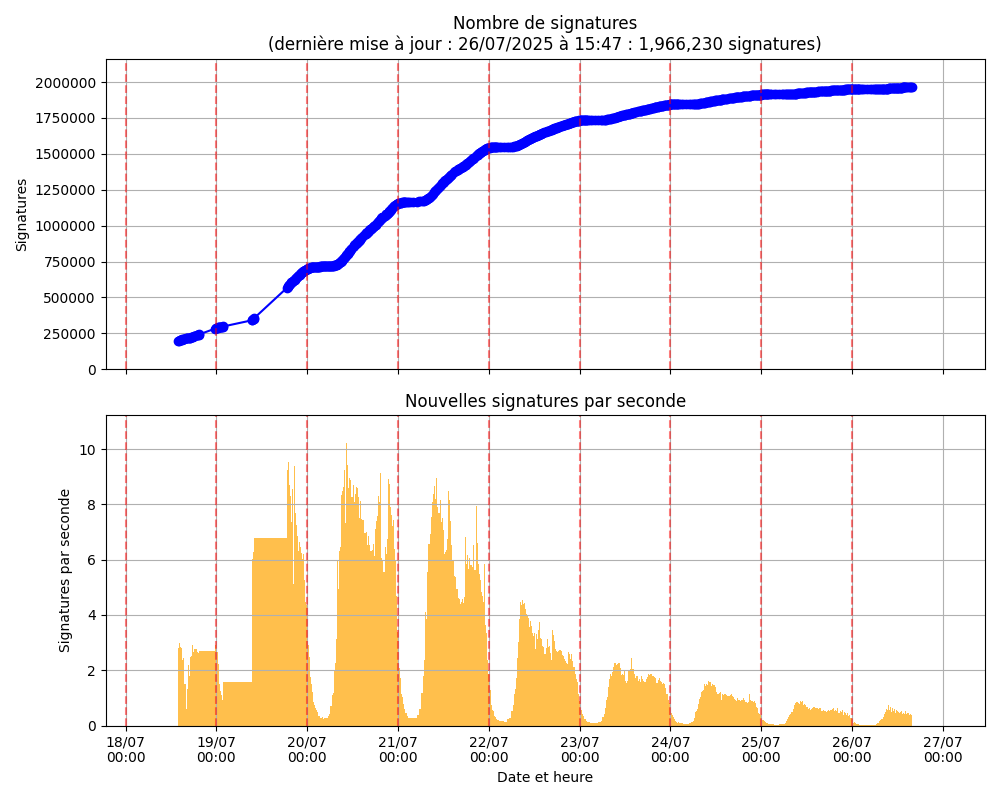 Nombre de signatures
(dernière mise à jour : 26/07/2025 à 15:47 : 1,966,230 signatures)
2000000
1750000
1500000
1250000
1000000
750000
500000
250000
0
Signatures
Nouvelles signatures par seconde
10
8
6
4
2
0
Signatures par seconde
18/07 19/07 20/07 21/07 22/07 23/07 24/07 25/07 26/07 27/07
00:00 00:00 00:00 00:00 00:00 00:00 00:00 00:00 00:00 00:00
Date et heure